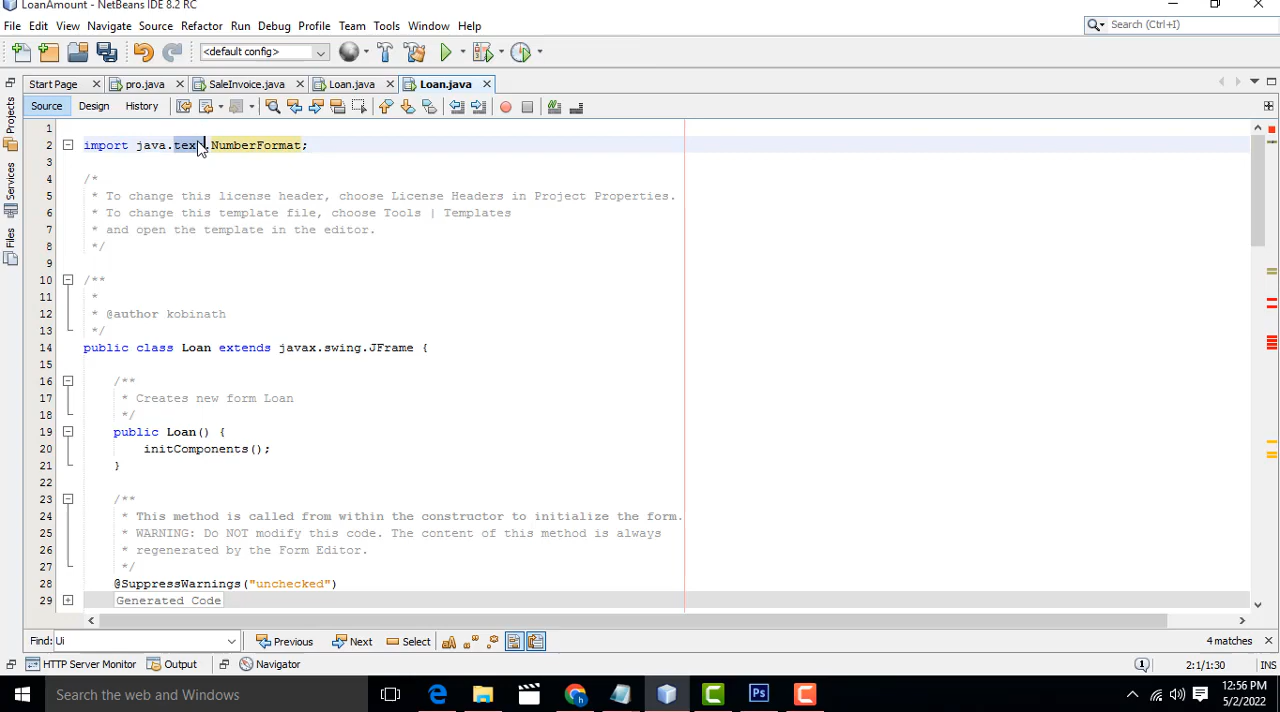 LoanAmount - NetBeans IDE 8.2 RC
File Edit View Navigate Source Refactor Run Debug Profile Team Tools Window Help
Search (Ctrl+I)
<default config>
Start Page pro.java SaleInvoice.java Loan.java Loan.java
Source Design History
Projects
Services
Files
1
2 import java.text.NumberFormat;
3
4 /*
5 * To change this license header, choose License Headers in Project Properties.
6 * To change this template file, choose Tools | Templates
7 * and open the template in the editor.
8 */
9
10 /**
11 *
12 * @author kobinath
13 */
14 public class Loan extends javax.swing.JFrame {
15
16 /**
17 * Creates new form Loan
18 */
19 public Loan() {
20 initComponents();
21 }
22
23 /**
24 * This method is called from within the constructor to initialize the form.
25 * WARNING: Do NOT modify this code. The content of this method is always
26 * regenerated by the Form Editor.
27 */
28 @SuppressWarnings("unchecked")
29 Generated Code
Find: Ui Previous Next Select 4 matches
HTTP Server Monitor Output Navigator 1 2:1/1:30 INS
Search the web and Windows Ps 12:56 PM
5/2/2022